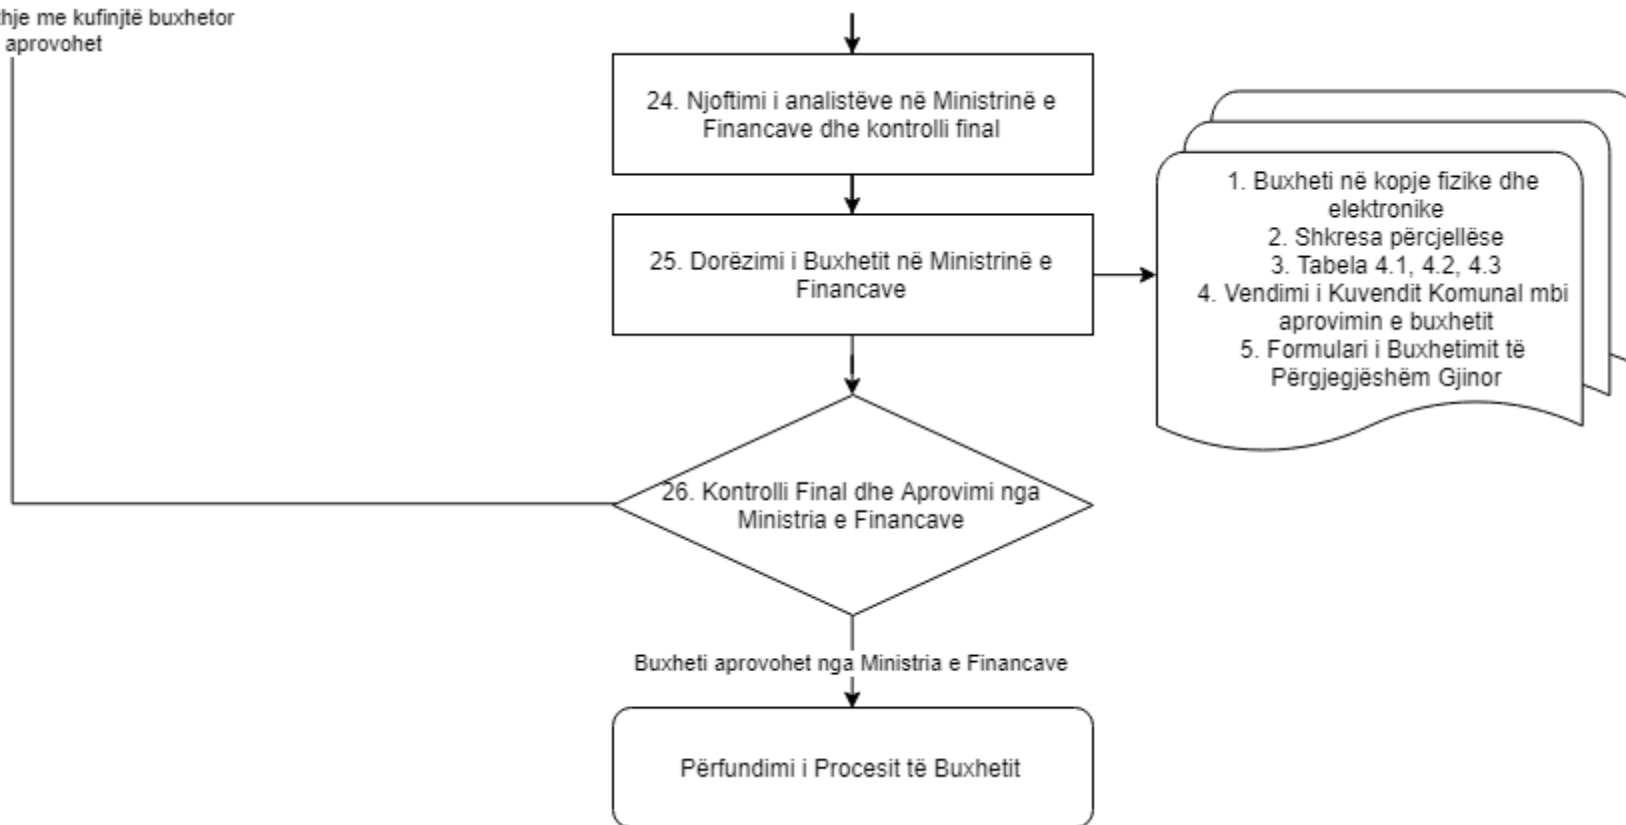 me kufinjtë buxhetor
aprovohet
24. Njoftimi i analistëve në Ministrinë e
Financave dhe kontrolli final
1. Buxheti në kopje fizike dhe
elektronike
2. Shkresa përcjellëse
3. Tabela 4.1, 4.2, 4.3
4. Vendimi i Kuvendit Komunal mbi
aprovimin e buxhetit
5. Formulari i Buxhetimit të
Përgjegjëshëm Gjinor
25. Dorëzimi i Buxhetit në Ministrinë e
Financave
26. Kontrolli Final dhe Aprovimi nga
Ministria e Financave
Buxheti aprovohet nga Ministria e Financave
Përfundimi i Procesit të Buxhetit